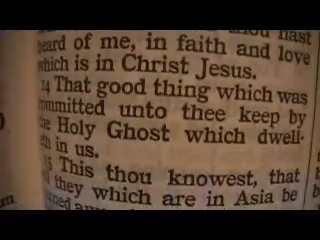 thou hast
heard of me, in faith and love
which is in Christ Jesus.
14 That good thing which was
committed unto thee keep by
the Holy Ghost which dwell-
eth in us.
15 This thou knowest, that
all they which are in Asia be